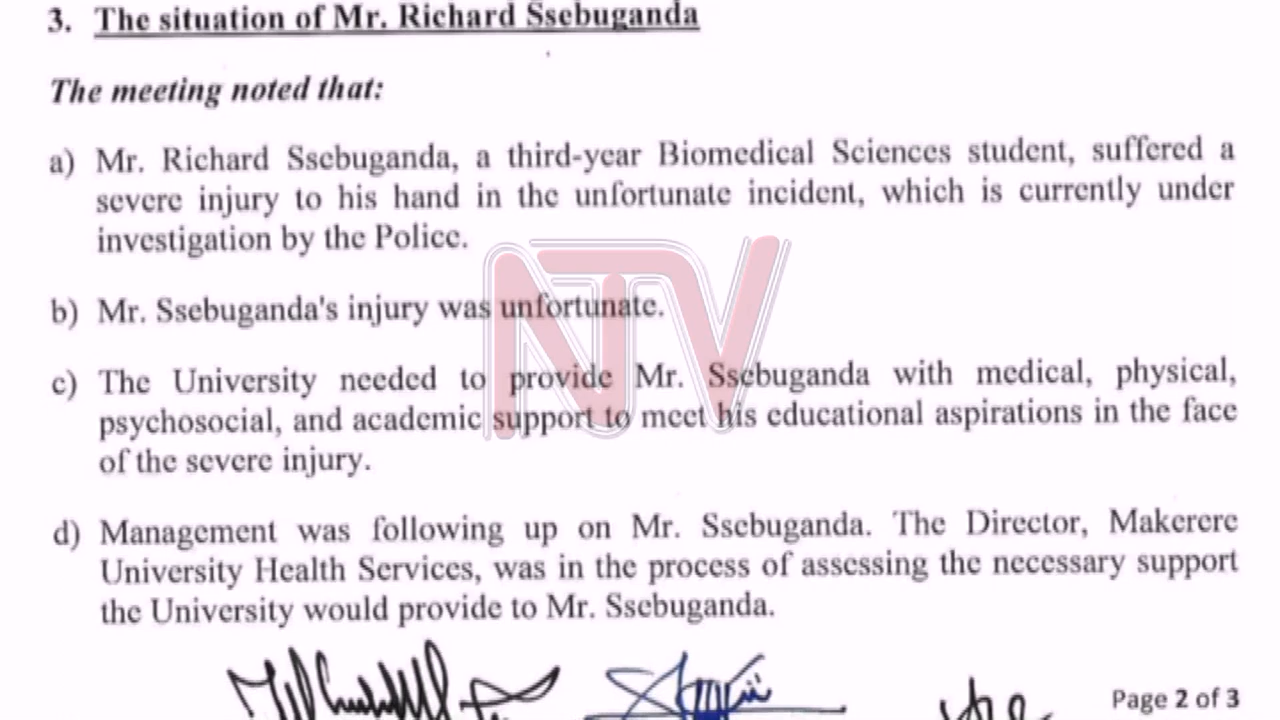 3. The situation of Mr. Richard Ssebuganda
The meeting noted that:
a) Mr. Richard Ssebuganda, a third-year Biomedical Sciences student, suffered a
severe injury to his hand in the unfortunate incident, which is currently under
investigation by the Police.
b) Mr. Ssebuganda's injury was unfortunate.
c) The University needed to provide Mr. Ssebuganda with medical, physical,
psychosocial, and academic support to meet his educational aspirations in the face
of the severe injury.
d) Management was following up on Mr. Ssebuganda. The Director, Makerere
University Health Services, was in the process of assessing the necessary support
the University would provide to Mr. Ssebuganda.
NTV
Page 2 of 3